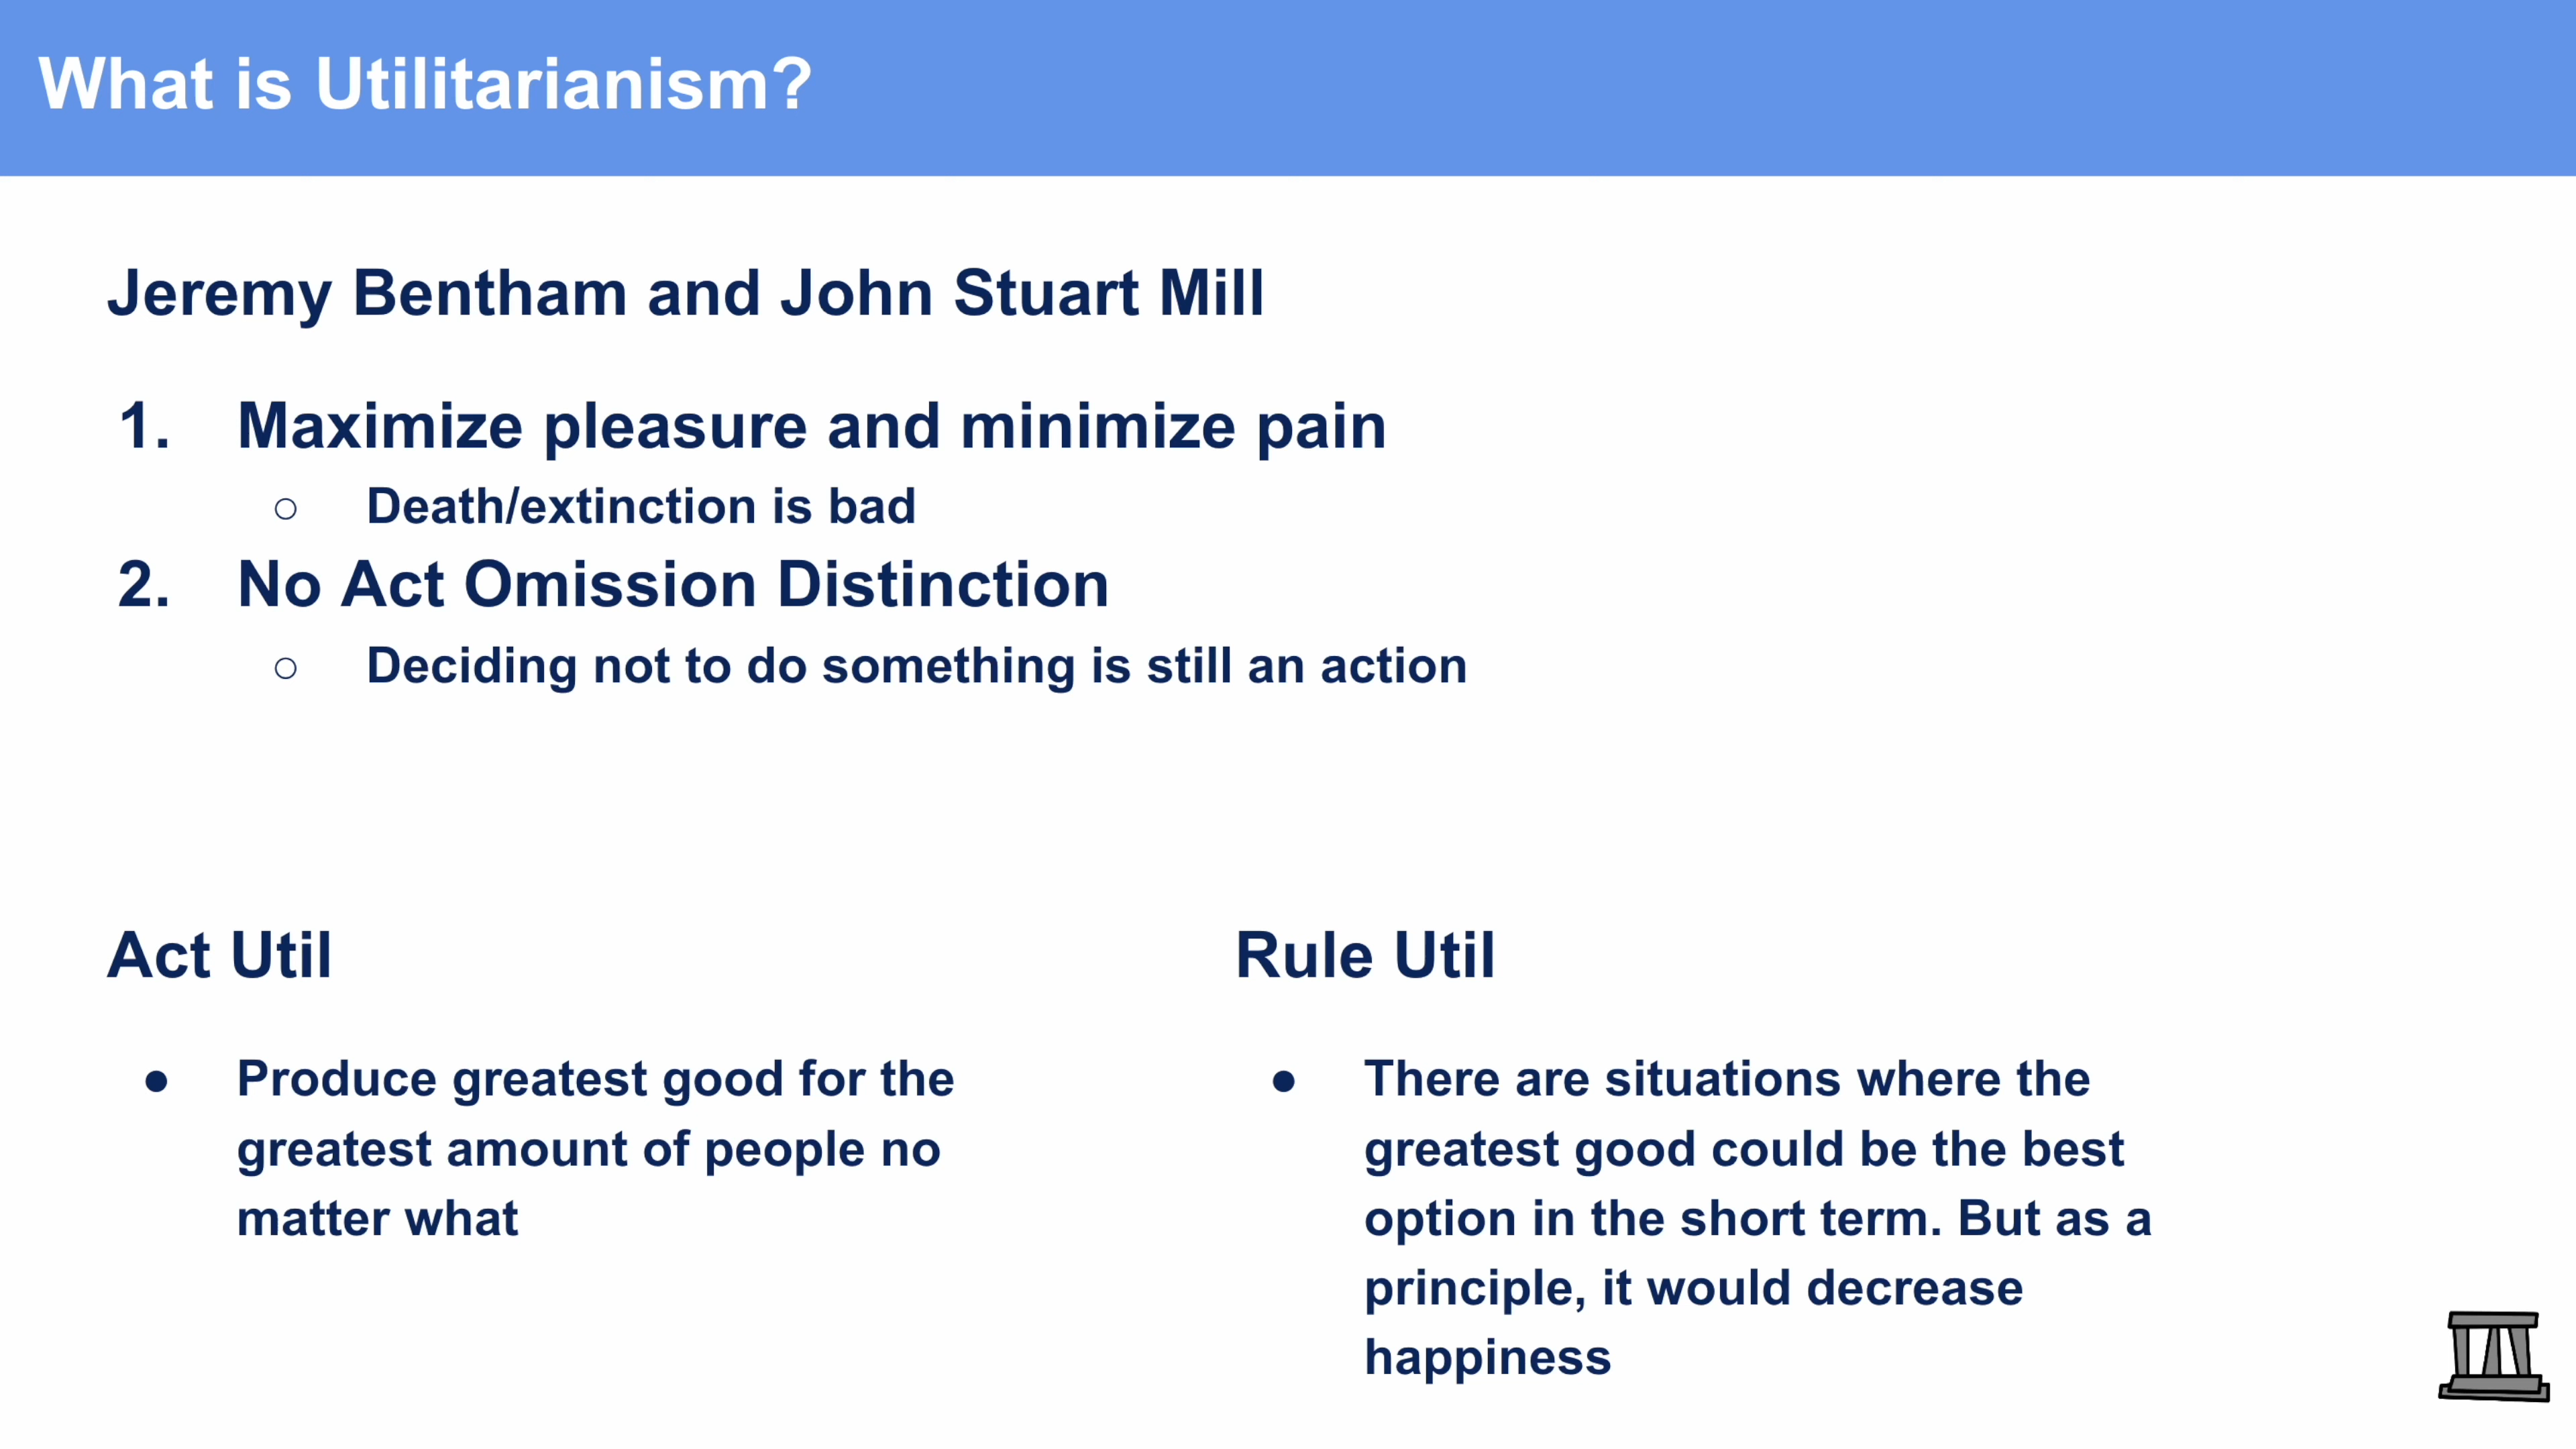 What is Utilitarianism?
Jeremy Bentham and John Stuart Mill
1. Maximize pleasure and minimize pain
○ Death/extinction is bad
2. No Act Omission Distinction
○ Deciding not to do something is still an action
Act Util
● Produce greatest good for the
greatest amount of people no
matter what
Rule Util
● There are situations where the
greatest good could be the best
option in the short term. But as a
principle, it would decrease
happiness